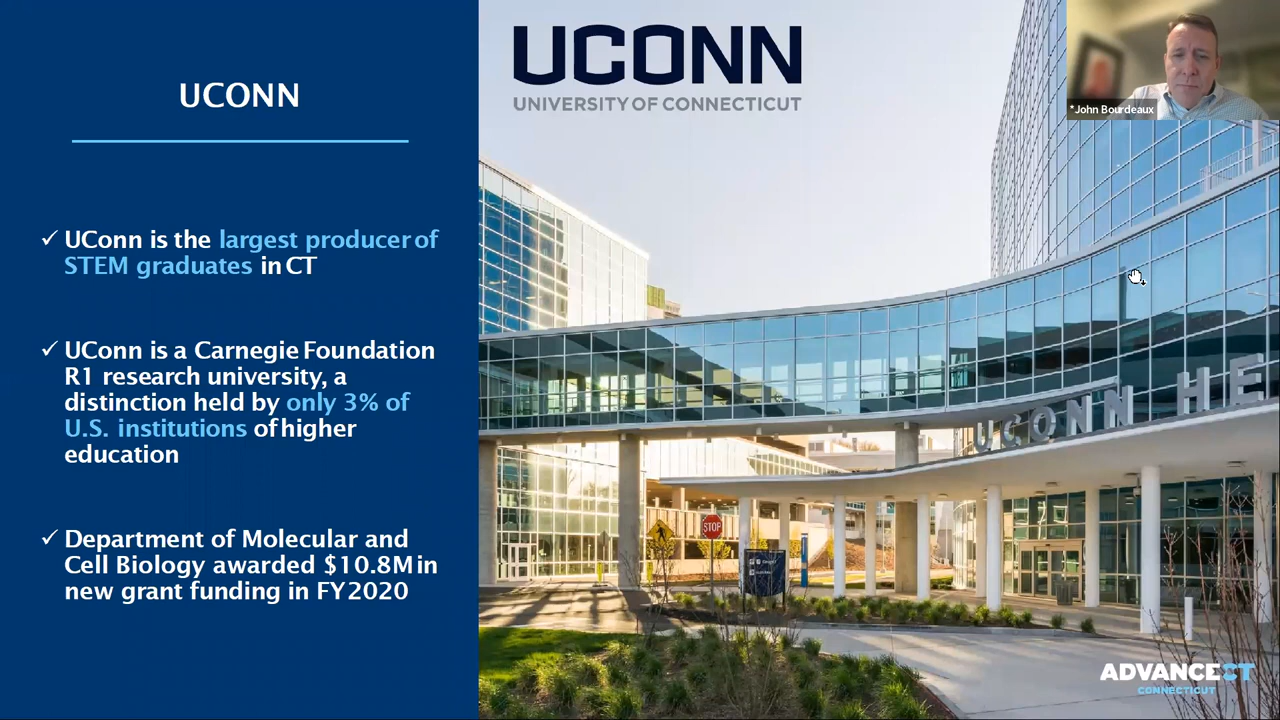 UCONN
✓ UConn is the largest producer of
STEM graduates in CT
✓ UConn is a Carnegie Foundation
R1 research university, a
distinction held by only 3% of
U.S. institutions of higher
education
✓ Department of Molecular and
Cell Biology awarded $10.8M in
new grant funding in FY2020
UCONN
UNIVERSITY OF CONNECTICUT
*John Bourdeaux
UCONN HE
STOP
ADVANCECT
CONNECTICUT